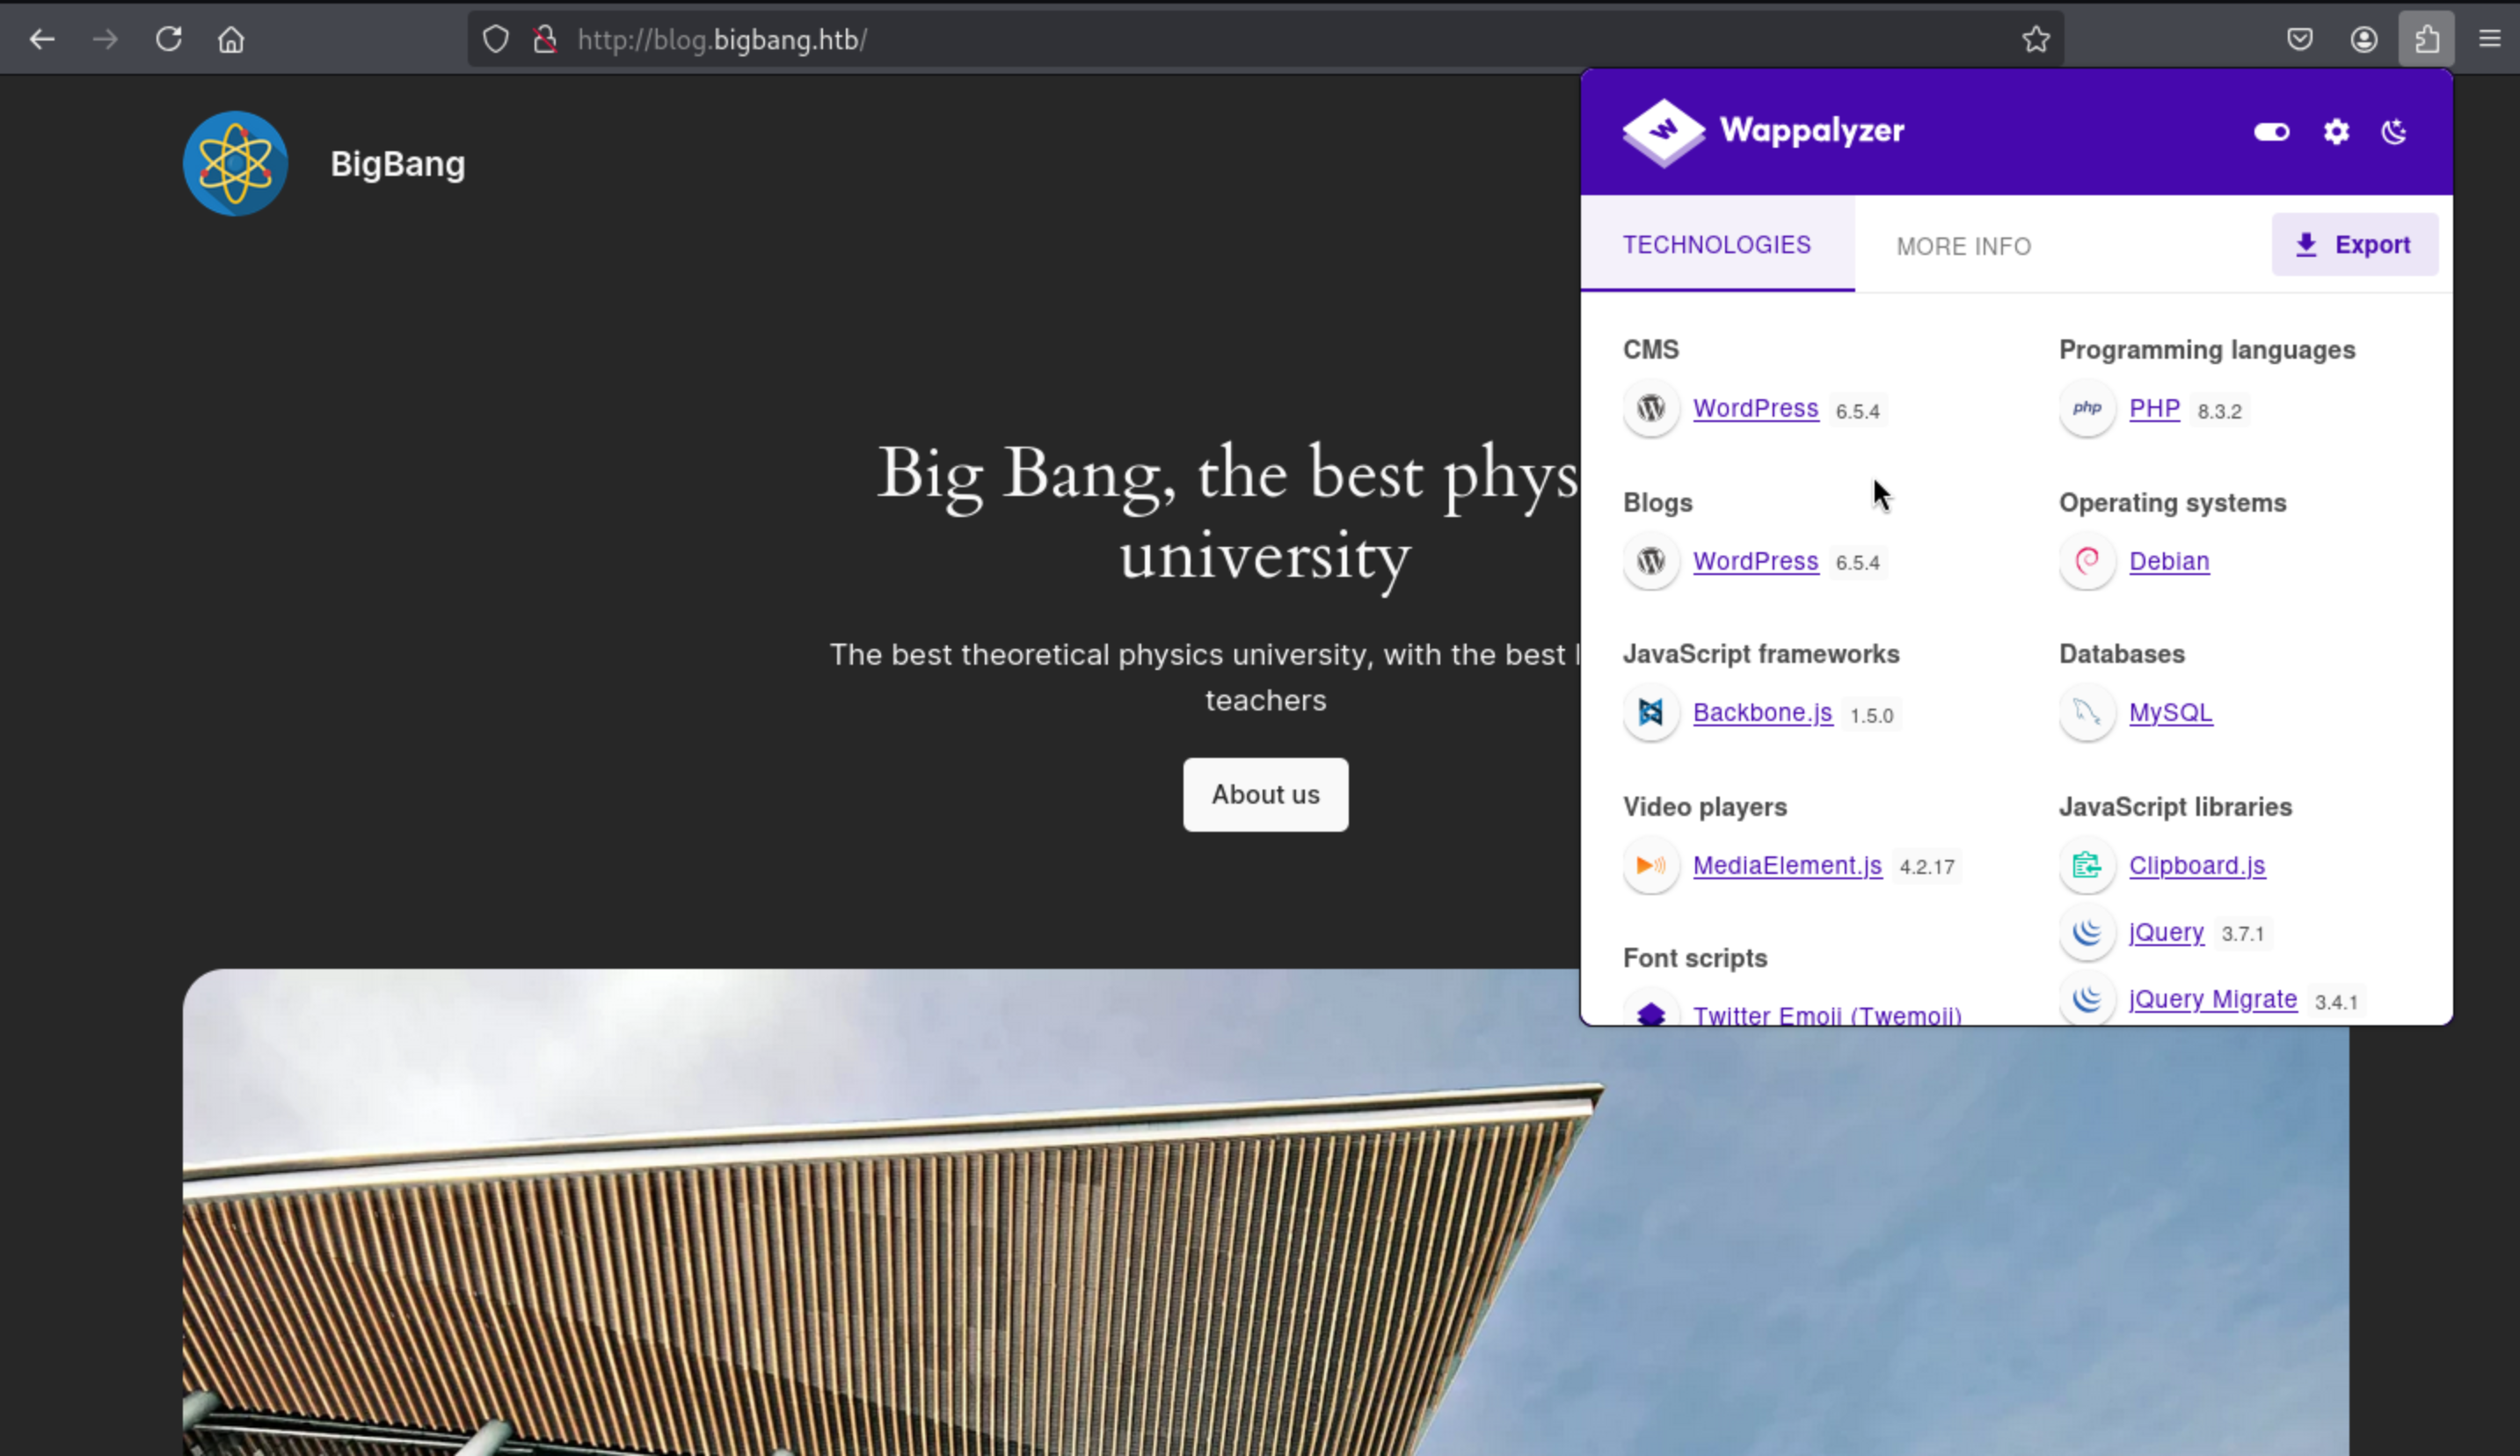 http://blog.bigbang.htb/
BigBang
Big Bang, the best phys
university
The best theoretical physics university, with the best
teachers
About us
Wappalyzer
TECHNOLOGIES
MORE INFO
Export
CMS
WordPress 6.5.4
Blogs
WordPress 6.5.4
JavaScript frameworks
Backbone.js 1.5.0
Video players
MediaElement.js 4.2.17
Font scripts
Twitter Emoji (Twemoji)
Programming languages
php PHP 8.3.2
Operating systems
Debian
Databases
MySQL
JavaScript libraries
Clipboard.js
jQuery 3.7.1
jQuery Migrate 3.4.1